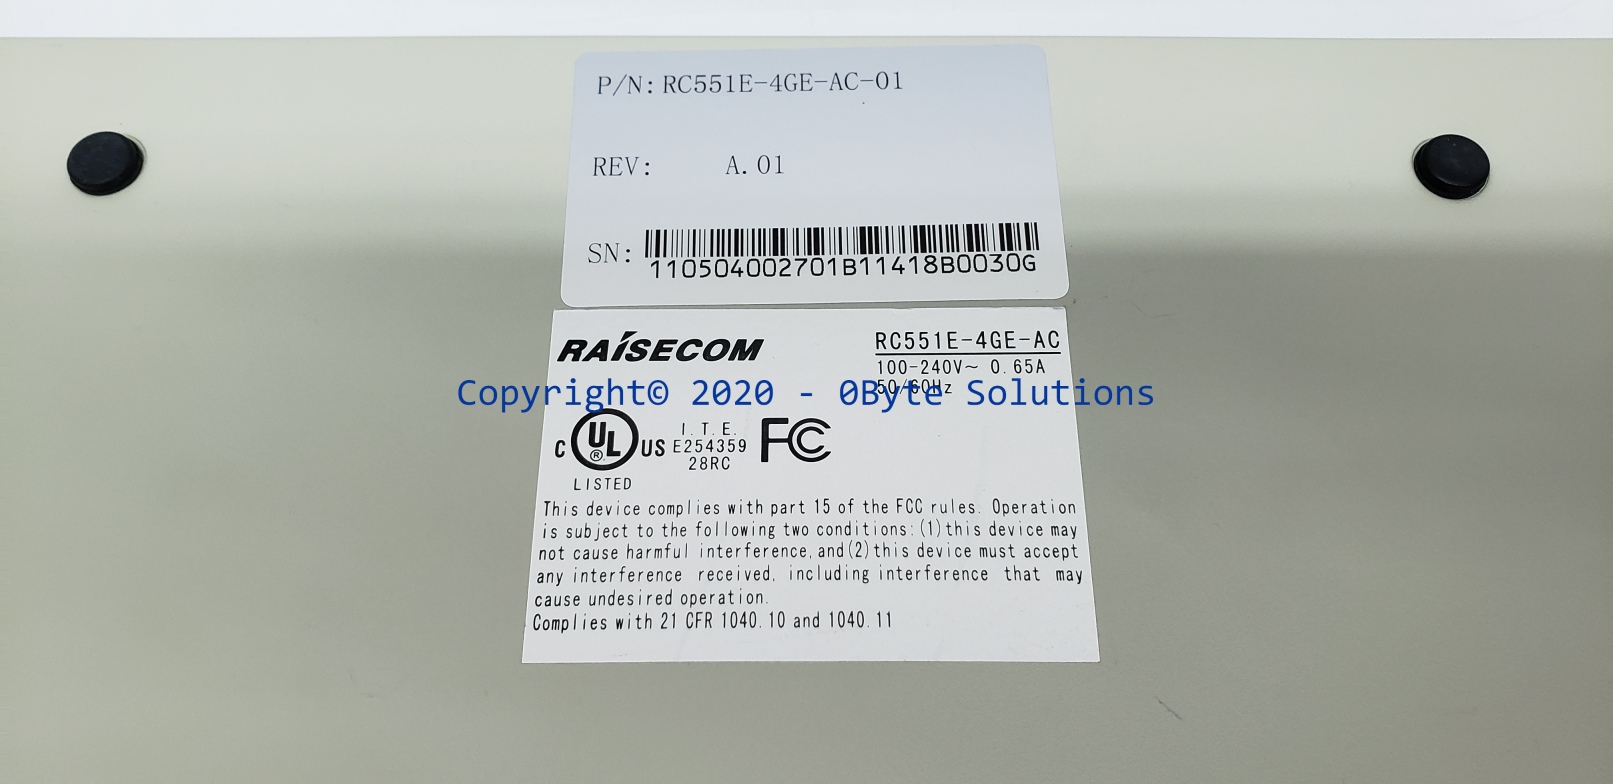 P/N: RC551E-4GE-AC-01
REV: A.01
SN:
110504002701B11418B0030G
RAISECOM
RC551E-4GE-AC
100-240V~ 0.65A
50/60Hz
Copyright© 2020 - 0Byte Solutions
C UL ® US
LISTED
I.T.E.
E254359
28RC
FC
This device complies with part 15 of the FCC rules. Operation
is subject to the following two conditions:(1)this device may
not cause harmful interference,and(2)this device must accept
any interference received, including interference that may
cause undesired operation.
Complies with 21 CFR 1040.10 and 1040.11